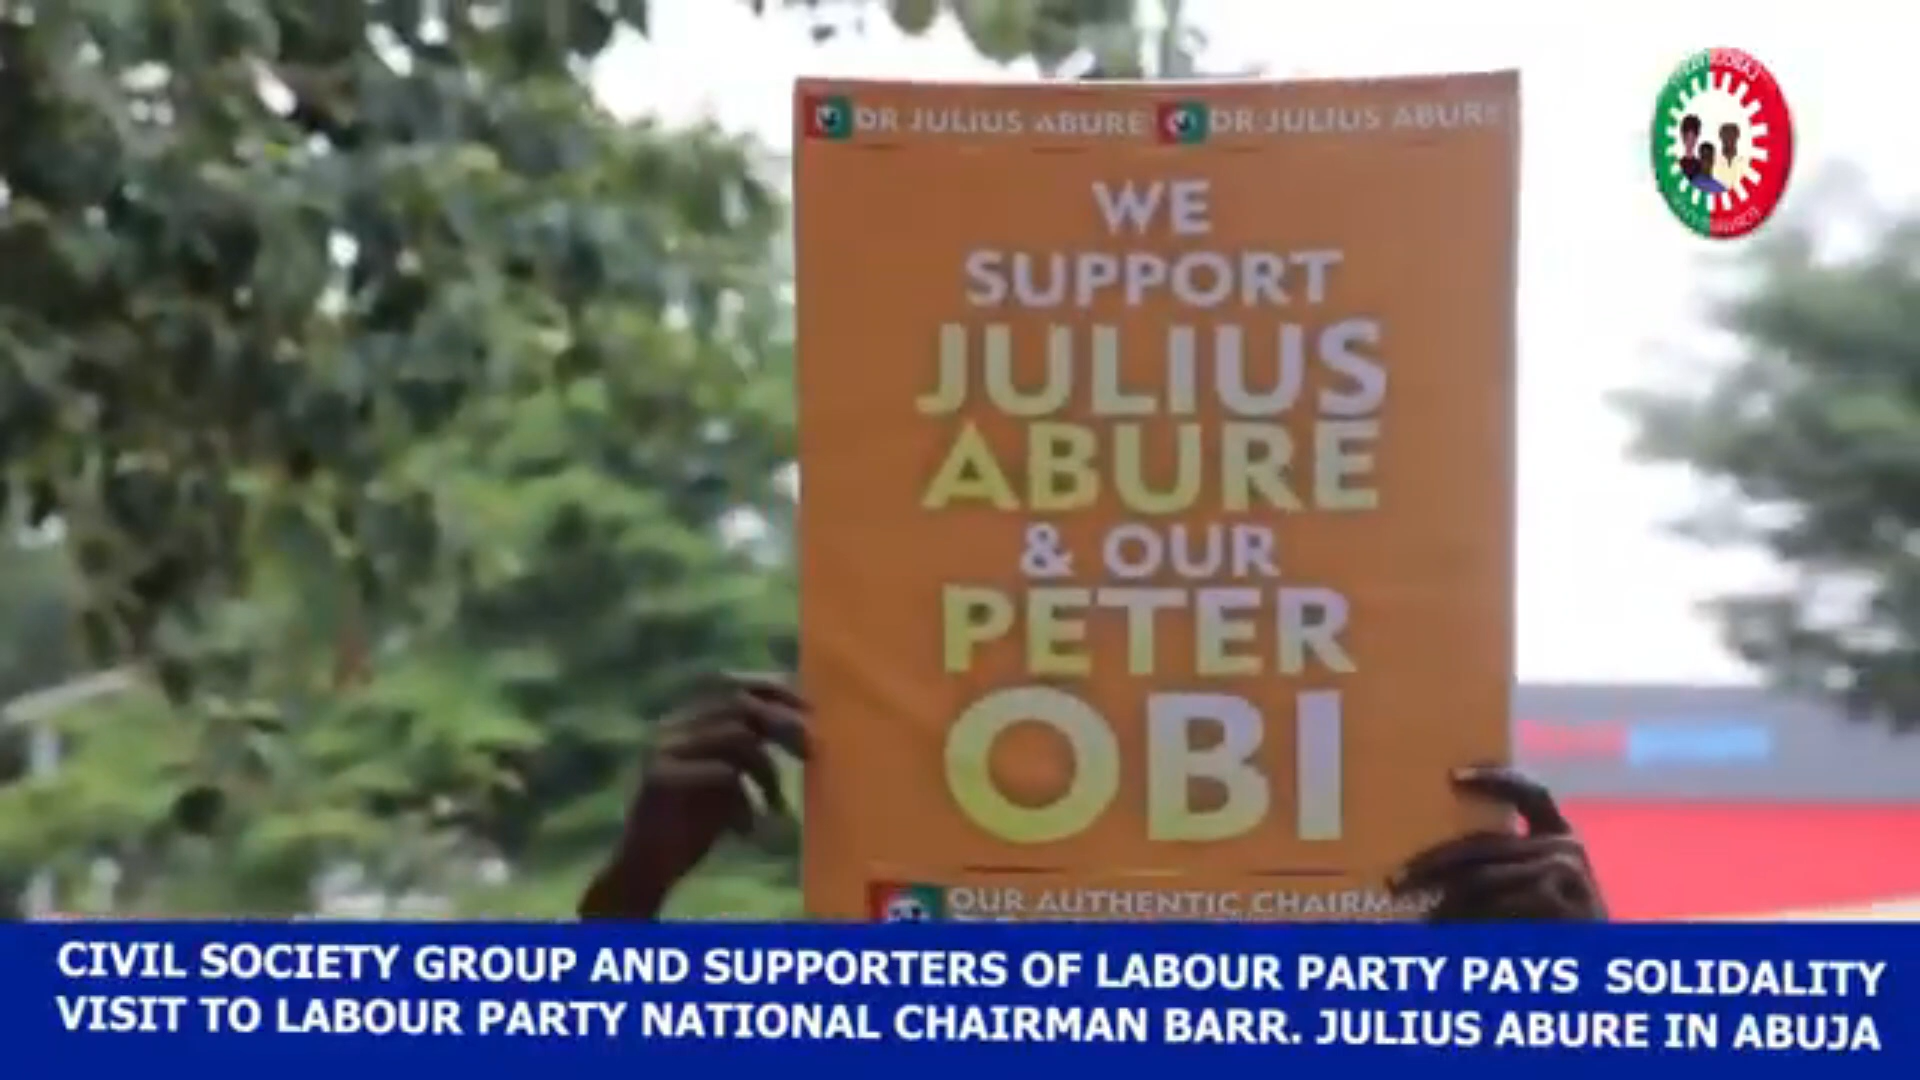 DR JULIUS ABURE DR JULIUS ABURE
WE
SUPPORT
JULIUS
ABURE
& OUR
PETER
OBI
OUR AUTHENTIC CHAIRMAN
CIVIL SOCIETY GROUP AND SUPPORTERS OF LABOUR PARTY PAYS SOLIDALITY
VISIT TO LABOUR PARTY NATIONAL CHAIRMAN BARR. JULIUS ABURE IN ABUJA